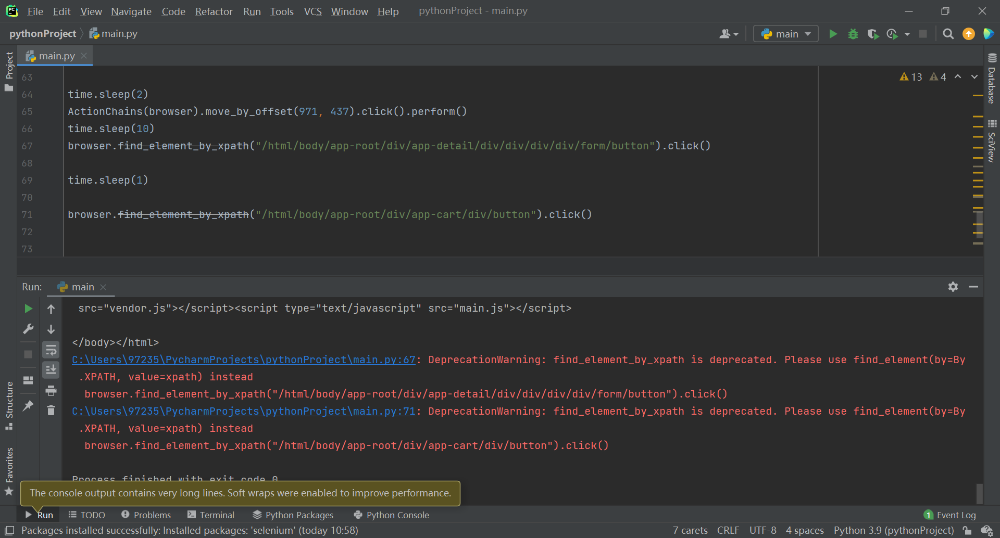 PC File Edit View Navigate Code Refactor Run Tools VCS Window Help pythonProject - main.py
pythonProject main.py main
Project
main.py
63
13 4
64 time.sleep(2)
65 ActionChains(browser).move_by_offset(971, 437).click().perform()
66 time.sleep(10)
67 browser.find_element_by_xpath("/html/body/app-root/div/app-detail/div/div/div/div/form/button").click()
68
69 time.sleep(1)
70
71 browser.find_element_by_xpath("/html/body/app-root/div/app-cart/div/button").click()
72
73
Database
SciView
Run: main
src="vendor.js"></script><script type="text/javascript" src="main.js"></script>
</body></html>
C:\Users\97235\PycharmProjects\pythonProject\main.py:67: DeprecationWarning: find_element_by_xpath is deprecated. Please use find_element(by=By
.XPATH, value=xpath) instead
browser.find_element_by_xpath("/html/body/app-root/div/app-detail/div/div/div/div/form/button").click()
C:\Users\97235\PycharmProjects\pythonProject\main.py:71: DeprecationWarning: find_element_by_xpath is deprecated. Please use find_element(by=By
.XPATH, value=xpath) instead
browser.find_element_by_xpath("/html/body/app-root/div/app-cart/div/button").click()
Process finished with exit code 0
Structure
Favorites
The console output contains very long lines. Soft wraps were enabled to improve performance.
Run TODO Problems Terminal Python Packages Python Console 1 Event Log
Packages installed successfully: Installed packages: 'selenium' (today 10:58) 7 carets CRLF UTF-8 4 spaces Python 3.9 (pythonProject)